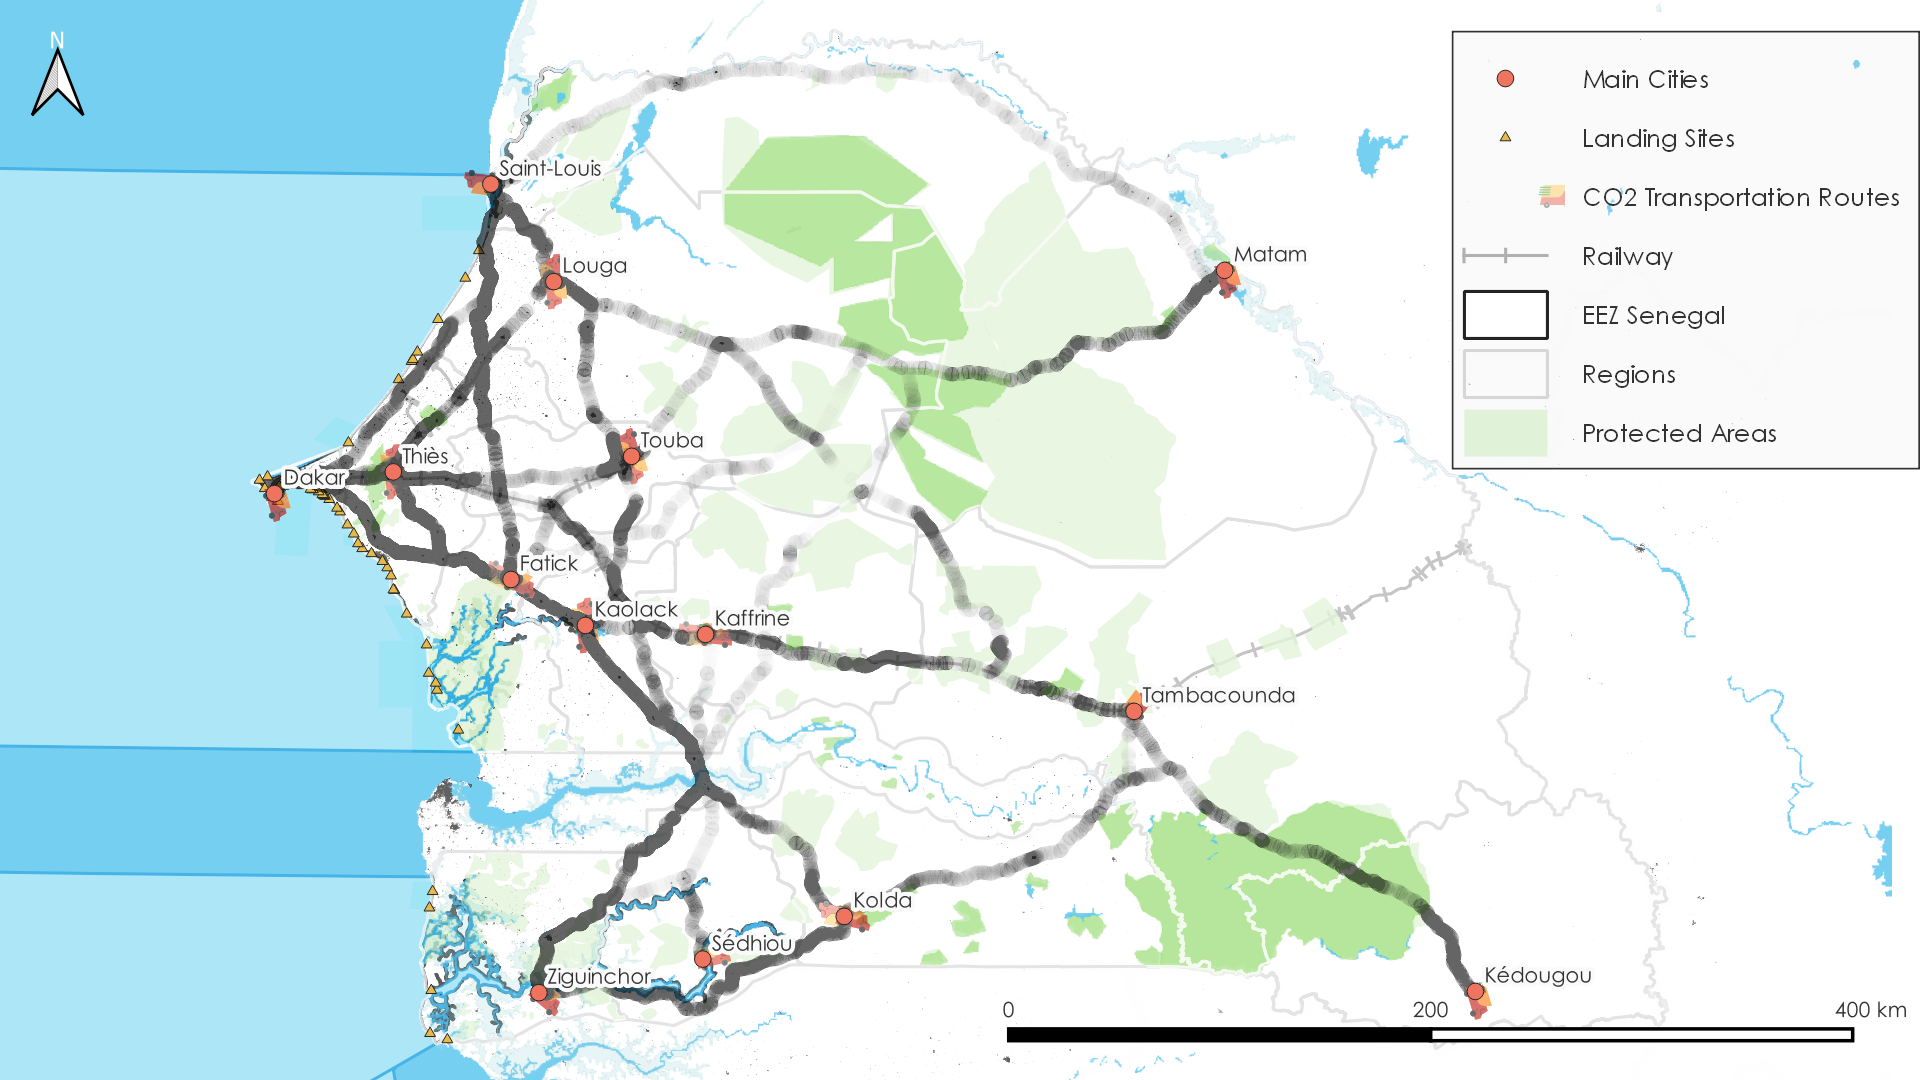 N
Main Cities
Landing Sites
CO2 Transportation Routes
Railway
EEZ Senegal
Regions
Protected Areas
Saint-Louis
Louga
Matam
Touba
Thiès
Dakar
Fatick
Kaolack
Kaffrine
Tambacounda
Kolda
Sédhiou
Ziguinchor
Kédougou
0 200 400 km